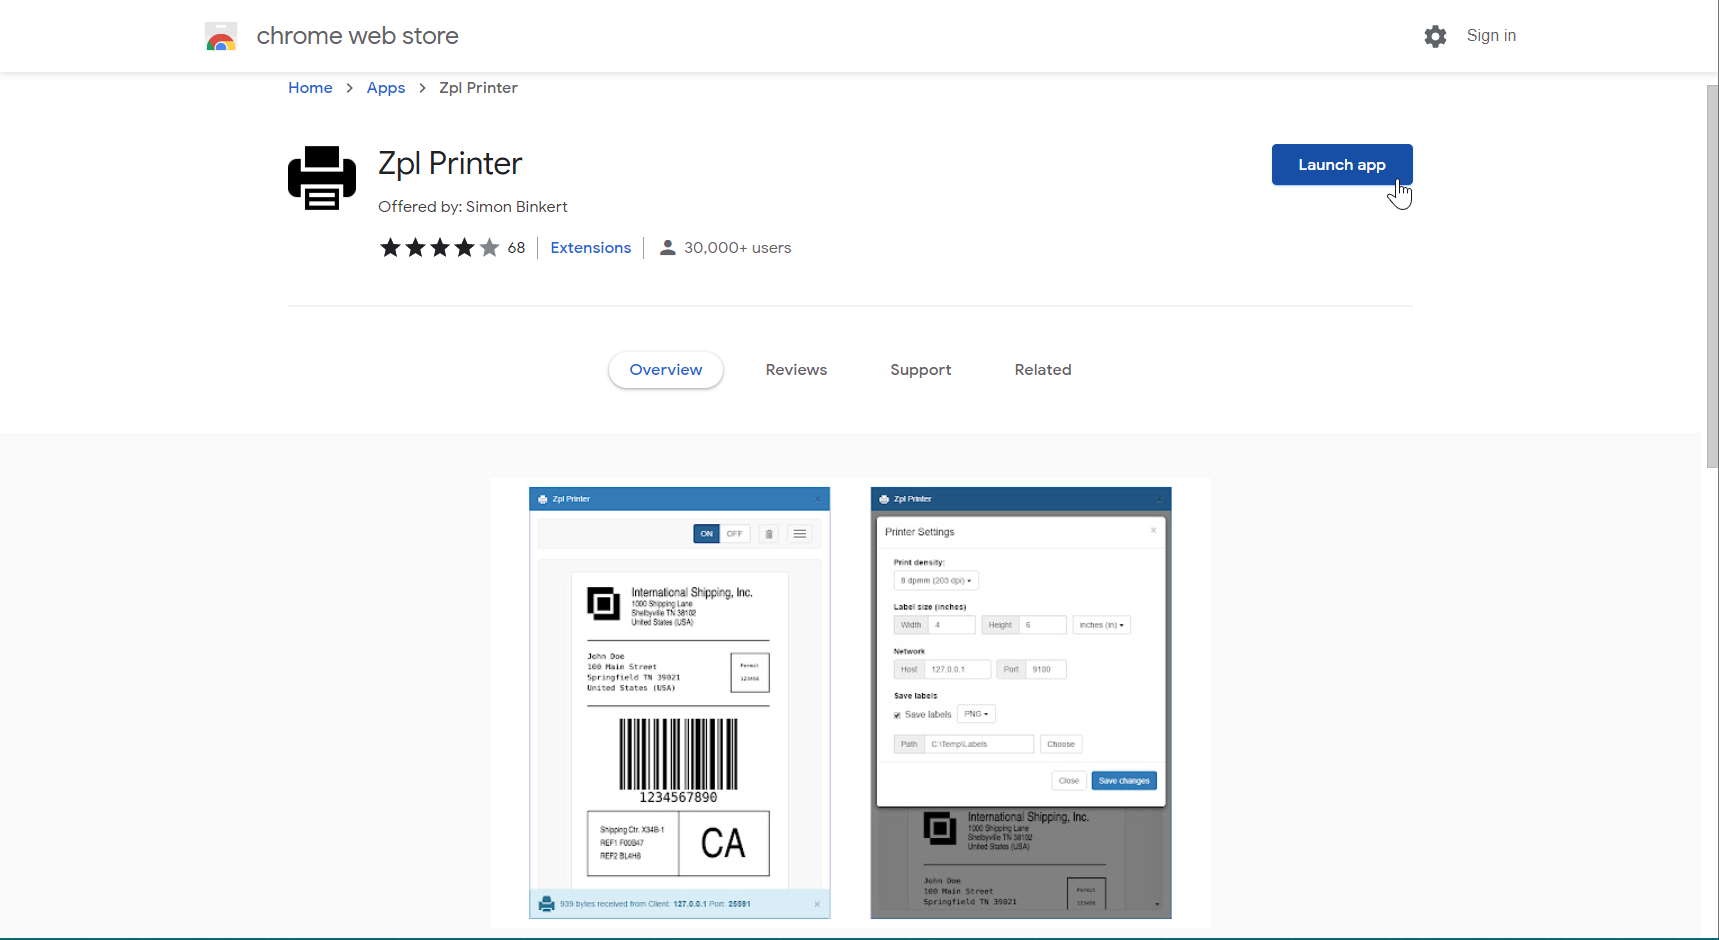 chrome web store
Sign in
Home > Apps > Zpl Printer
Zpl Printer
Launch app
Offered by: Simon Binkert
68 Extensions 30,000+ users
Overview Reviews Support Related
Zpl Printer
ON OFF
International Shipping, Inc.
1000 Shipping Lane
Shelbyville TN 38102
United States (USA)
John Doe
100 Main Street
Springfield TN 39021
United States (USA)
Permit
123456
1234567890
Shipping Ctr. X34B-1
REF1 F00B47
REF2 BL4H8
CA
939 bytes received from Client: 127.0.0.1 Port: 25591
Zpl Printer
Printer Settings
Print density:
8 dpmm (203 dpi)
Label size (inches)
Width 4 Height 6 inches (in)
Network
Host 127.0.0.1 Port 9100
Save labels
Save labels PNG
Path C:\Temp\Labels Choose
Close Save changes
International Shipping, Inc.
1000 Shipping Lane
Shelbyville TN 38102
United States (USA)
John Doe
100 Main Street
Springfield TN 39021
Permit
123456